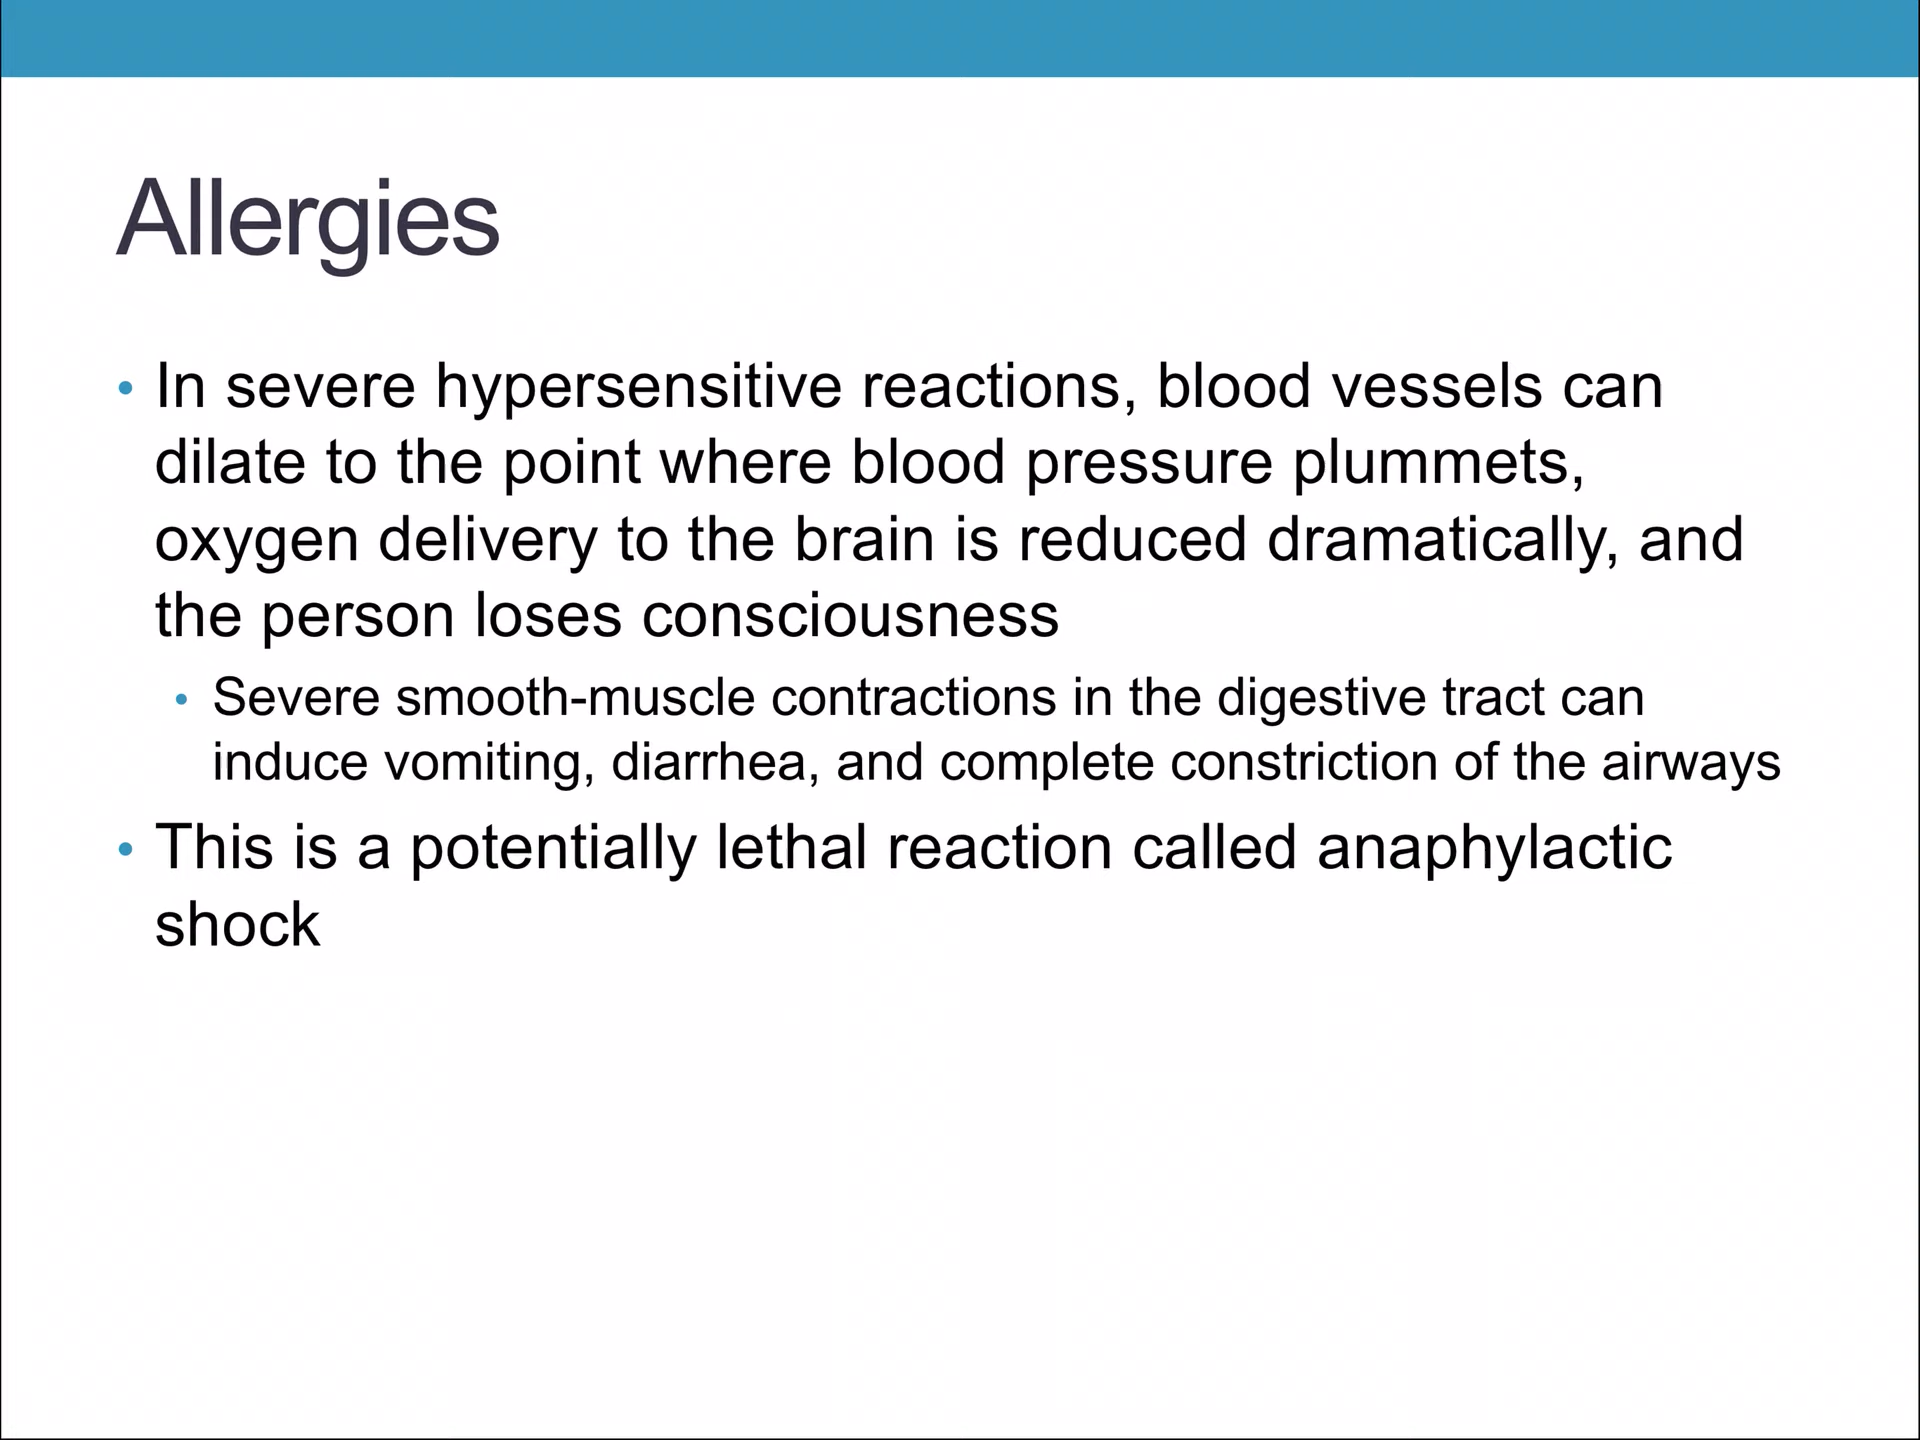 Allergies
• In severe hypersensitive reactions, blood vessels can
dilate to the point where blood pressure plummets,
oxygen delivery to the brain is reduced dramatically, and
the person loses consciousness
• Severe smooth-muscle contractions in the digestive tract can
induce vomiting, diarrhea, and complete constriction of the airways
• This is a potentially lethal reaction called anaphylactic
shock